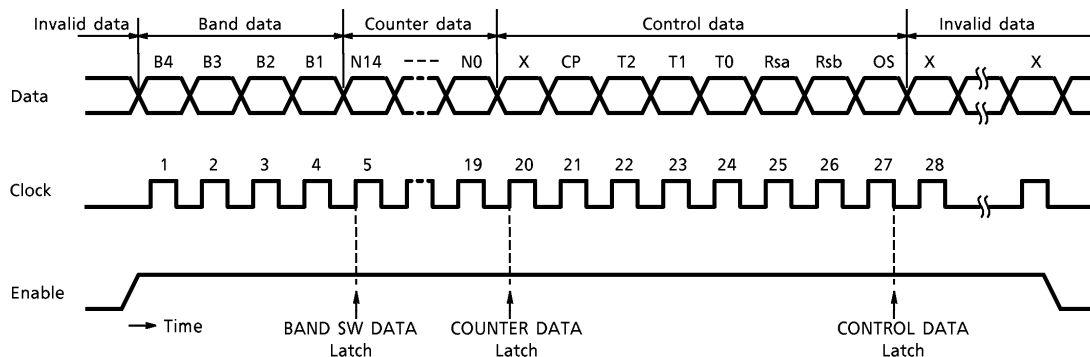 Invalid data Band data Counter data Control data Invalid data
B4 B3 B2 B1 N14 N0 X CP T2 T1 T0 Rsa Rsb OS X X
Data
1 2 3 4 5 19 20 21 22 23 24 25 26 27 28
Clock
Enable
Time
BAND SW DATA COUNTER DATA CONTROL DATA
Latch Latch Latch